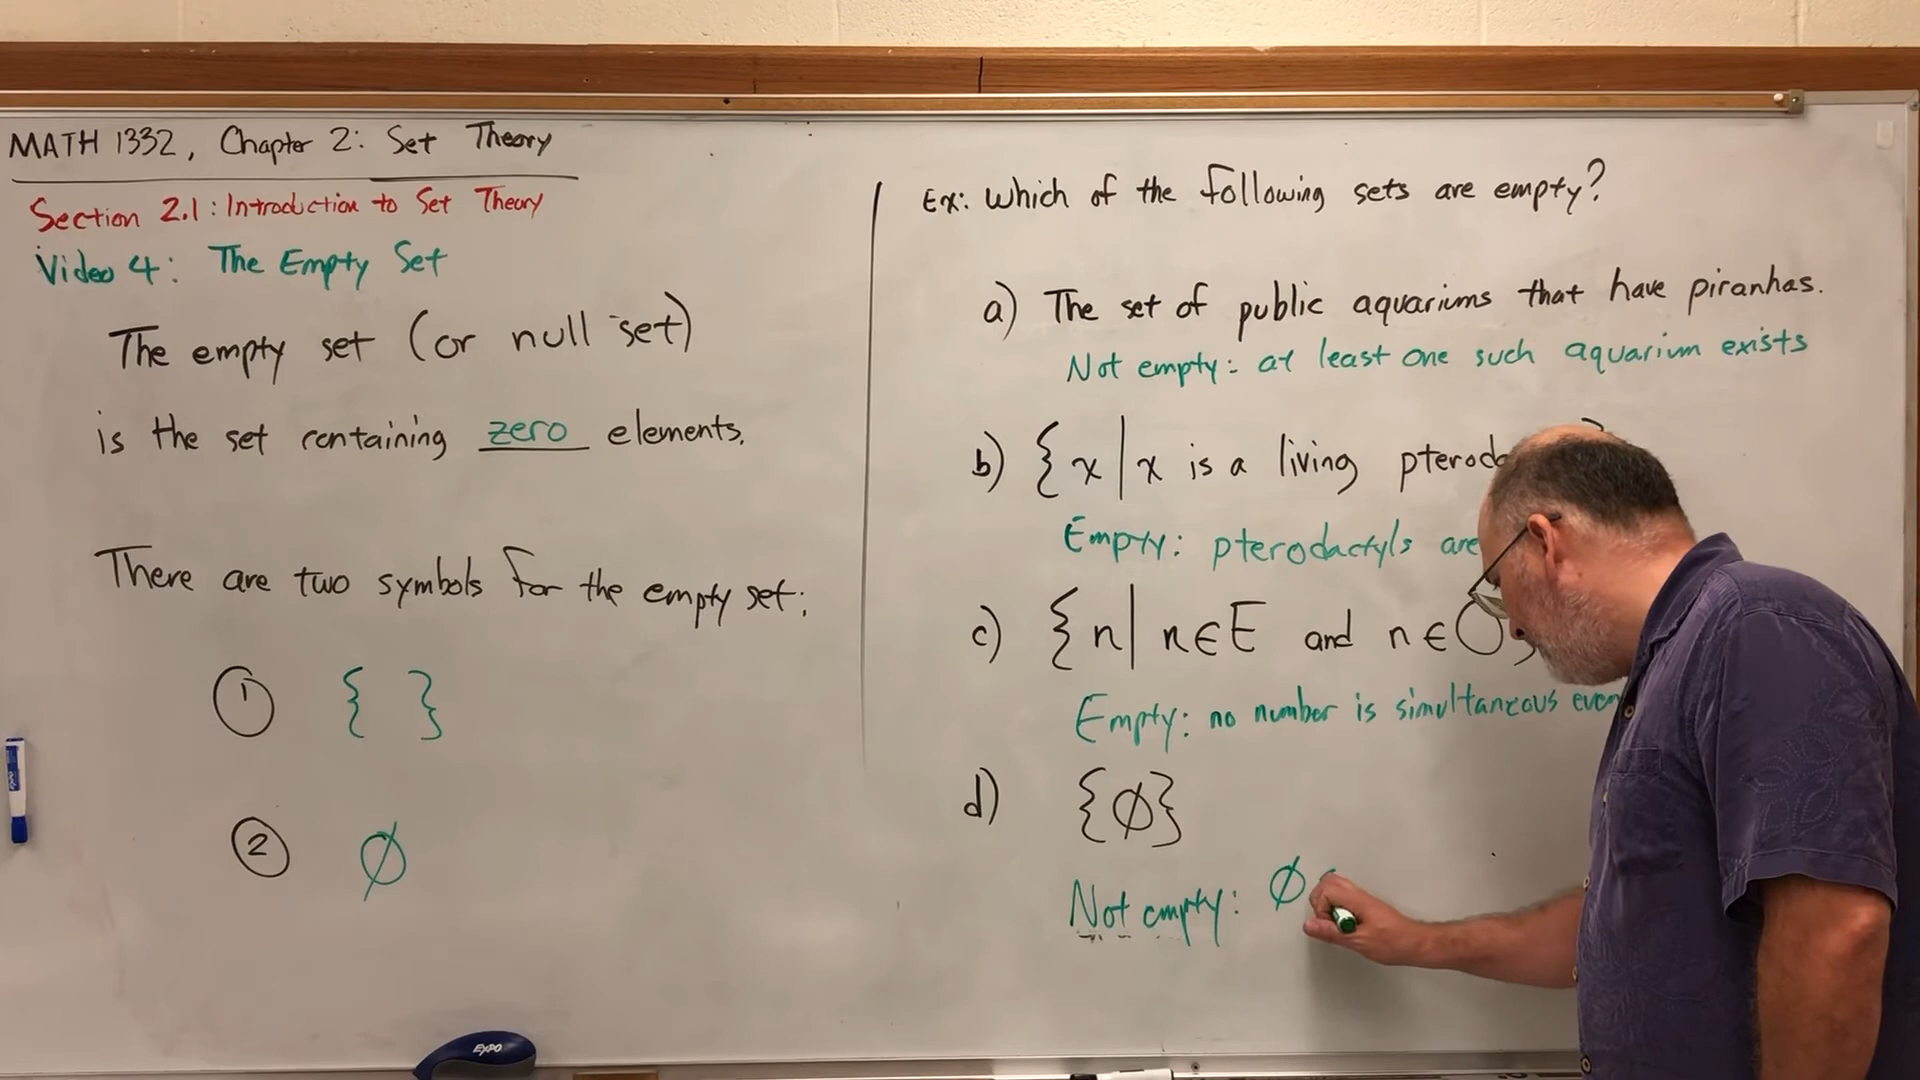 MATH 1332, Chapter 2: Set Theory
Section 2.1: Introduction to Set Theory
Video 4: The Empty Set
The empty set (or null set)
is the set containing zero elements.
There are two symbols for the empty set:
① { }
② ∅
Ex: Which of the following sets are empty?
a) The set of public aquariums that have piranhas.
Not empty: at least one such aquarium exists
b) {x | x is a living
Empty: pterodactyls are
c) {n | n∈E and n∈O}
Empty: no number is simultaneous even
d) {∅}
Not empty: ∅
EXPO